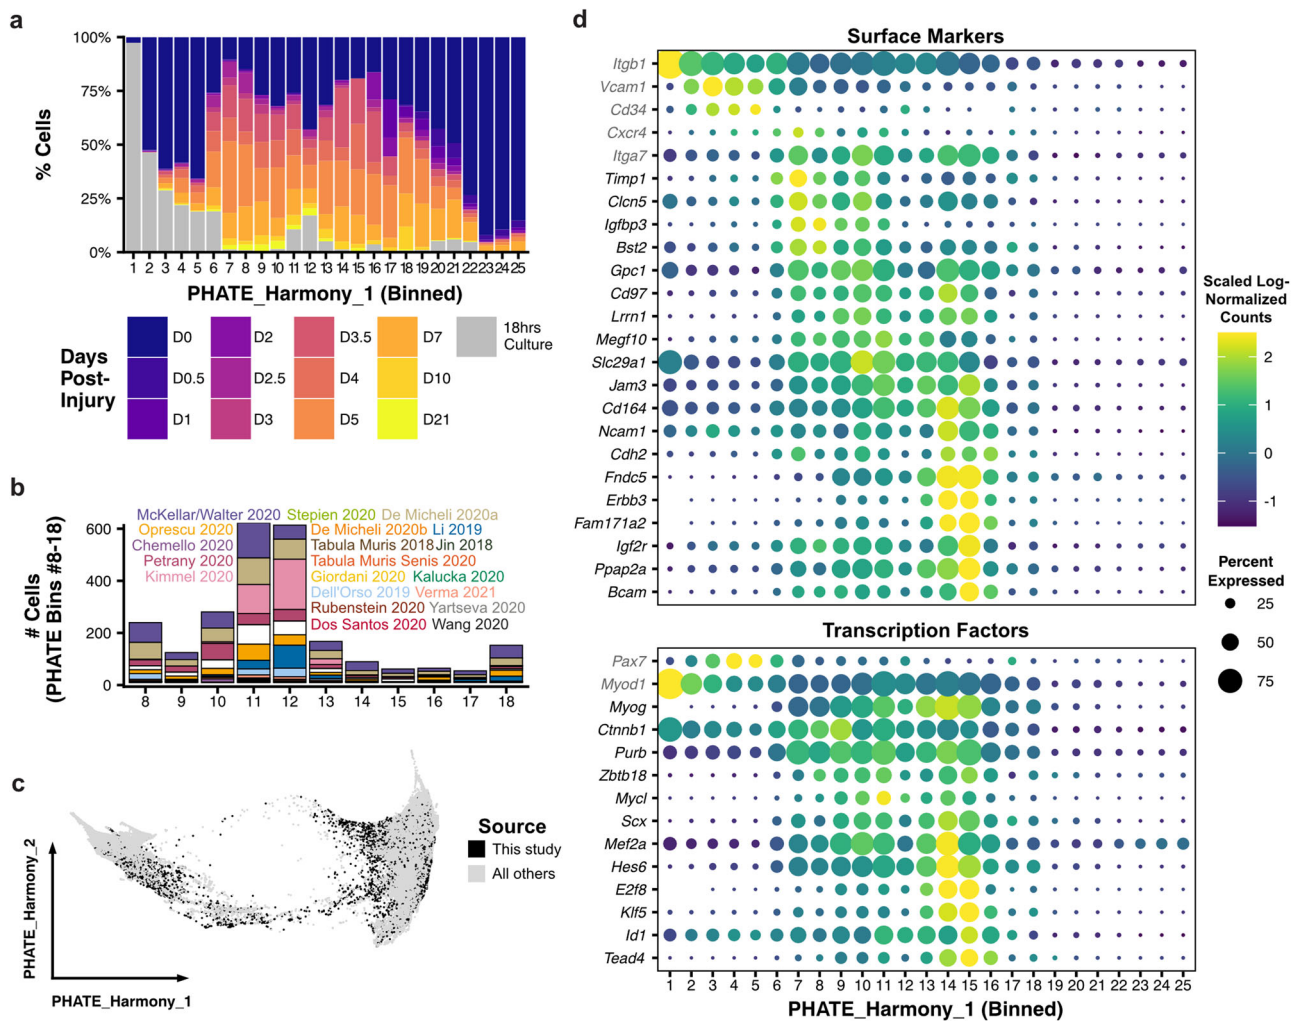 a
100%
75%
50%
25%
0%
% Cells
1 2 3 4 5 6 7 8 9 10 11 12 13 14 15 16 17 18 19 20 21 22 23 24 25
PHATE_Harmony_1 (Binned)
Days Post-Injury
D0 D2 D3.5 D7 18hrs Culture
D0.5 D2.5 D4 D10
D1 D3 D5 D21
b
# Cells
(PHATE Bins #8-18)
600
400
200
0
McKellar/Walter 2020 Stepien 2020 De Micheli 2020a
Oprescu 2020 De Micheli 2020b Li 2019
Chemello 2020 Tabula Muris 2018 Jin 2018
Petrany 2020 Tabula Muris Senis 2020
Kimmel 2020 Giordani 2020 Kalucka 2020
Dell'Orso 2019 Verma 2021
Rubenstein 2020 Yartseva 2020
Dos Santos 2020 Wang 2020
8 9 10 11 12 13 14 15 16 17 18
c
PHATE_Harmony_2
PHATE_Harmony_1
Source
This study
All others
d
Surface Markers
Itgb1
Vcam1
Cd34
Cxcr4
Itga7
Timp1
Clcn5
Igfbp3
Bst2
Gpc1
Cd97
Lrrn1
Megf10
Slc29a1
Jam3
Cd164
Ncam1
Cdh2
Fndc5
Erbb3
Fam171a2
Igf2r
Ppap2a
Bcam
Transcription Factors
Pax7
Myod1
Myog
Ctnnb1
Purb
Zbtb18
Mycl
Scx
Mef2a
Hes6
E2f8
Klf5
Id1
Tead4
1 2 3 4 5 6 7 8 9 10 11 12 13 14 15 16 17 18 19 20 21 22 23 24 25
PHATE_Harmony_1 (Binned)
Scaled Log-
Normalized
Counts
2
1
0
-1
Percent
Expressed
25
50
75